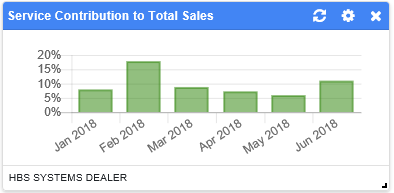 Service Contribution to Total Sales
20%
15%
10%
5%
0%
Jan 2018
Feb 2018
Mar 2018
Apr 2018
May 2018
Jun 2018
HBS SYSTEMS DEALER